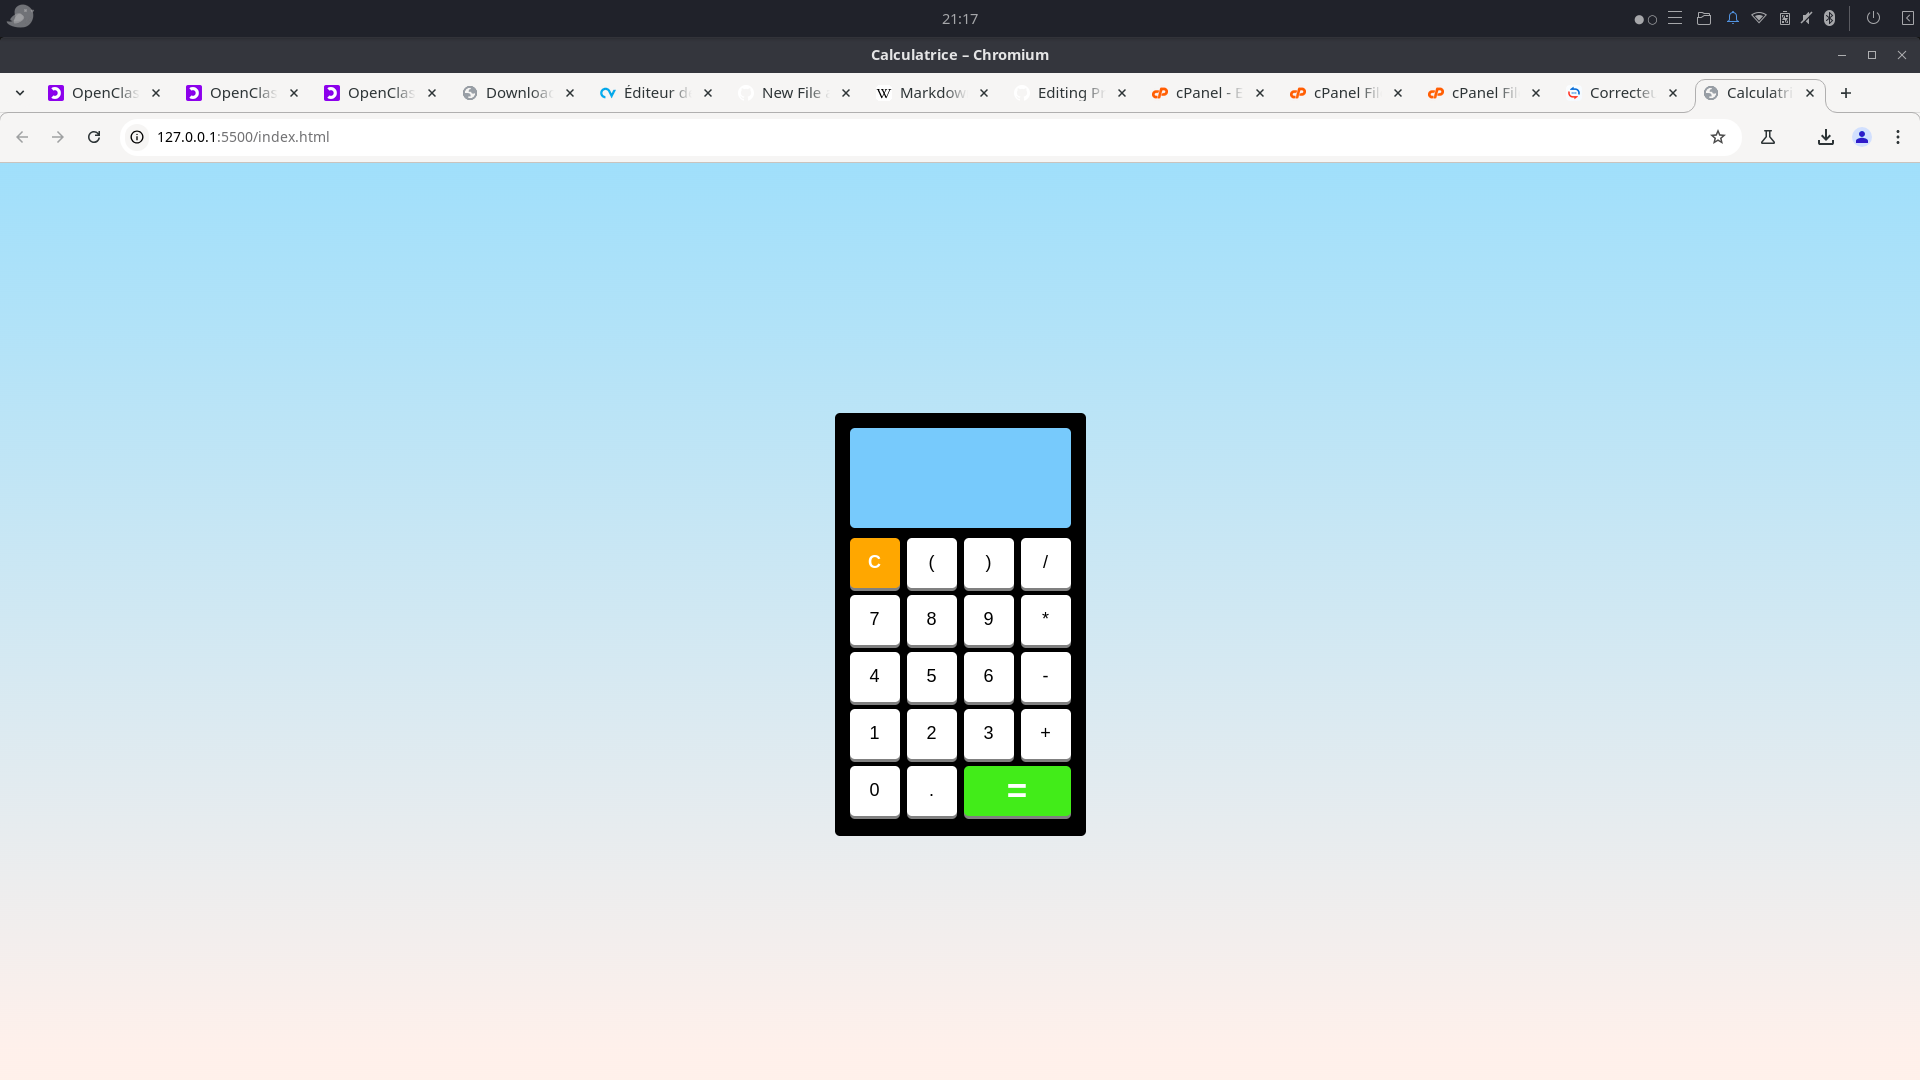 21:17
Calculatrice – Chromium
OpenClas OpenClas OpenClas Downloa Éditeur d New File Markdow Editing P cPanel - E cPanel Fil cPanel Fil Correcte Calculatri
127.0.0.1:5500/index.html
C ( ) /
7 8 9 *
4 5 6 -
1 2 3 +
0 . =